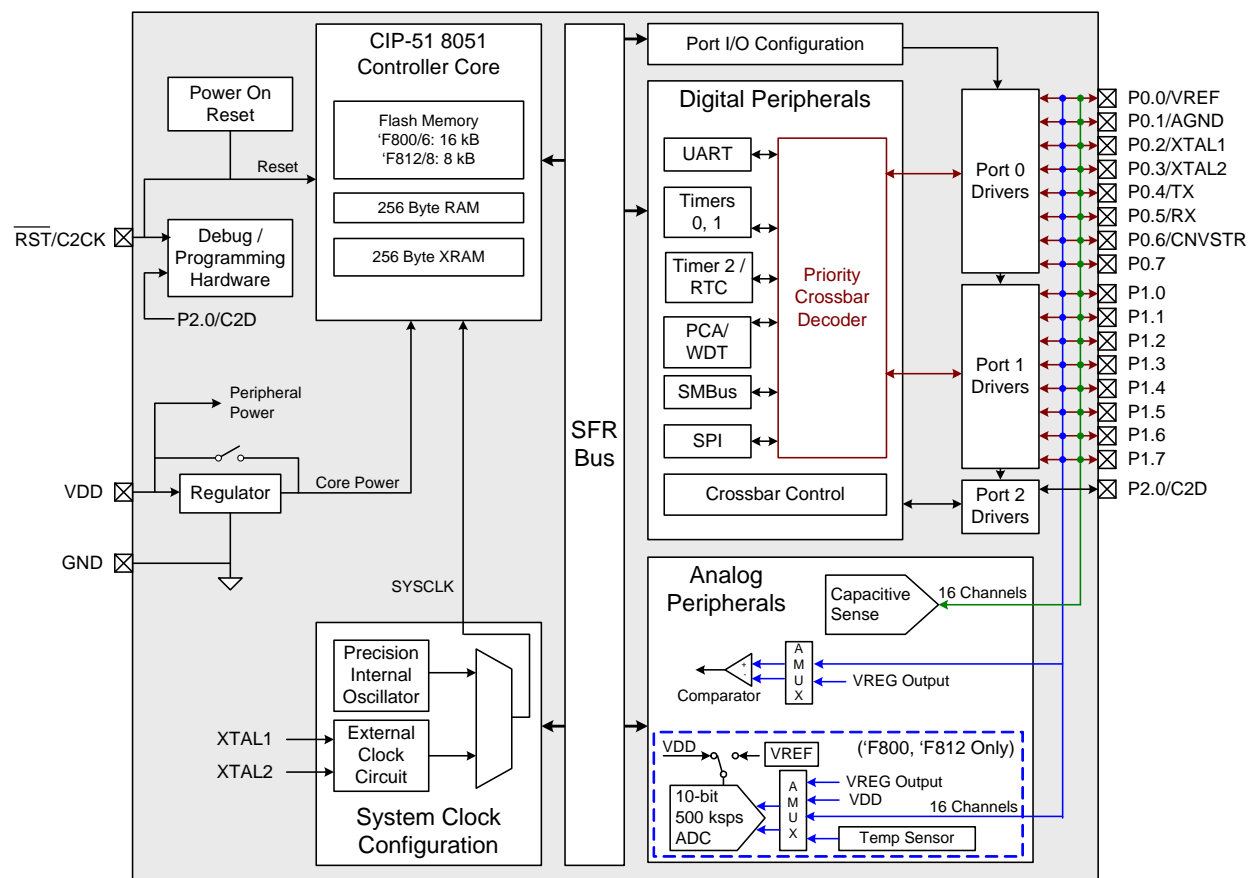 CIP-51 8051
Controller Core
Flash Memory
‘F800/6: 16 kB
‘F812/8: 8 kB
256 Byte RAM
256 Byte XRAM
Power On
Reset
Reset
RST/C2CK
Debug /
Programming
Hardware
P2.0/C2D
Peripheral
Power
VDD
Regulator
Core Power
GND
SYSCLK
Precision
Internal
Oscillator
XTAL1
XTAL2
External
Clock
Circuit
System Clock
Configuration
SFR
Bus
Port I/O Configuration
Digital Peripherals
UART
Timers
0, 1
Timer 2 /
RTC
PCA/
WDT
SMBus
SPI
Priority
Crossbar
Decoder
Crossbar Control
Port 0
Drivers
Port 1
Drivers
Port 2
Drivers
P0.0/VREF
P0.1/AGND
P0.2/XTAL1
P0.3/XTAL2
P0.4/TX
P0.5/RX
P0.6/CNVSTR
P0.7
P1.0
P1.1
P1.2
P1.3
P1.4
P1.5
P1.6
P1.7
P2.0/C2D
Analog
Peripherals
Capacitive
Sense
16 Channels
AMUX
+
-
Comparator
VREG Output
(‘F800, ‘F812 Only)
VDD
VREF
10-bit
500 ksps
ADC
AMUX
VREG Output
VDD
16 Channels
Temp Sensor